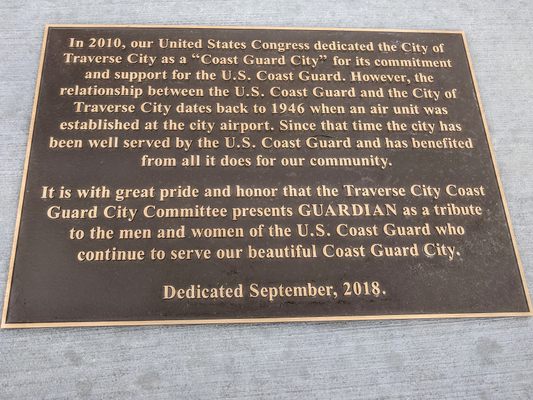 In 2010, our United States Congress dedicated the City of
Traverse City as a “Coast Guard City” for its commitment
and support for the U.S. Coast Guard. However, the
relationship between the U.S. Coast Guard and the City of
Traverse City dates back to 1946 when an air unit was
established at the city airport. Since that time the city has
been well served by the U.S. Coast Guard and has benefited
from all it does for our community.
It is with great pride and honor that the Traverse City Coast
Guard City Committee presents GUARDIAN as a tribute
to the men and women of the U.S. Coast Guard who
continue to serve our beautiful Coast Guard City.
Dedicated September, 2018.